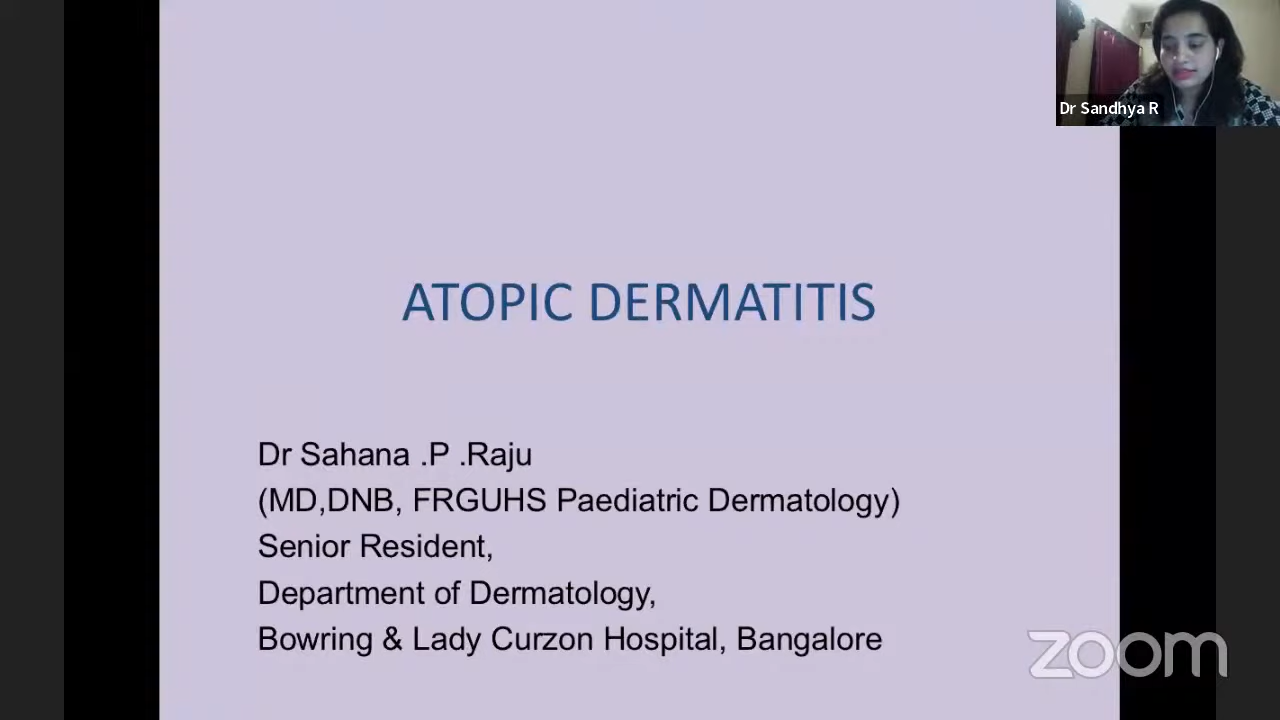 Dr Sandhya R
ATOPIC DERMATITIS
Dr Sahana .P .Raju
(MD,DNB, FRGUHS Paediatric Dermatology)
Senior Resident,
Department of Dermatology,
Bowring & Lady Curzon Hospital, Bangalore
zoom